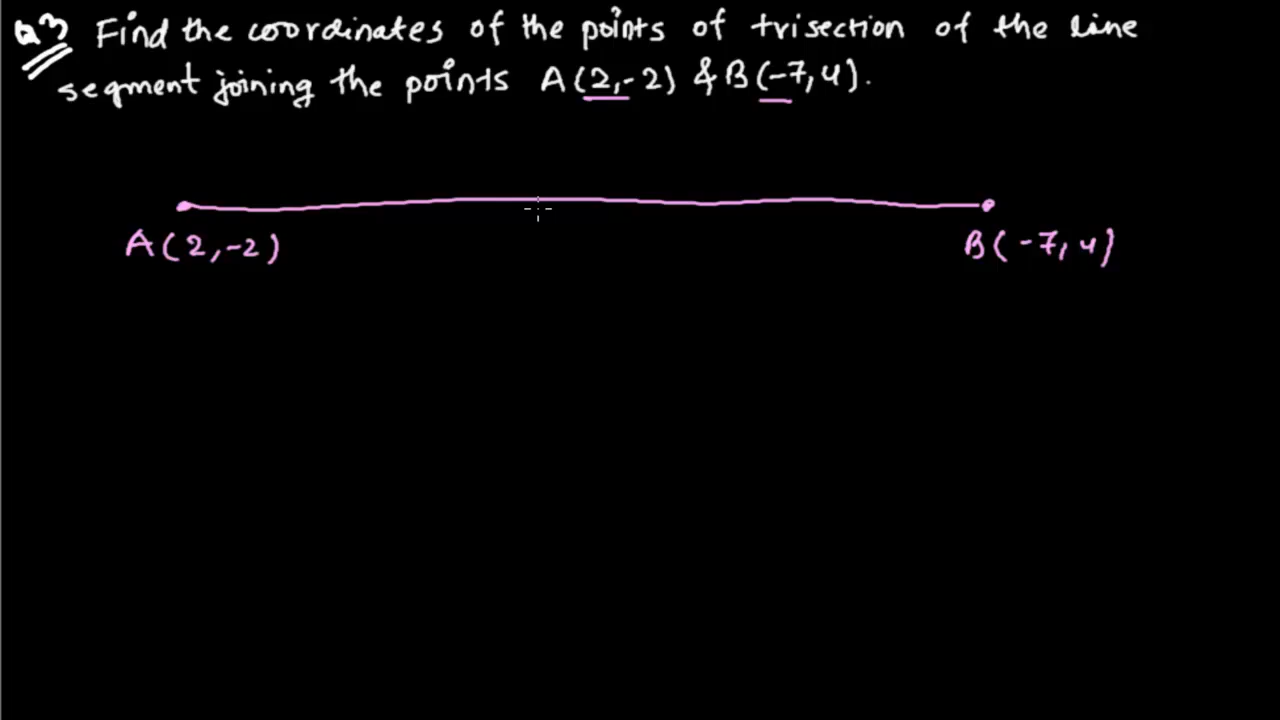 Q3 Find the coordinates of the points of trisection of the line
segment joining the points A(2,-2) & B(-7,4).
A(2,-2)
B(-7,4)